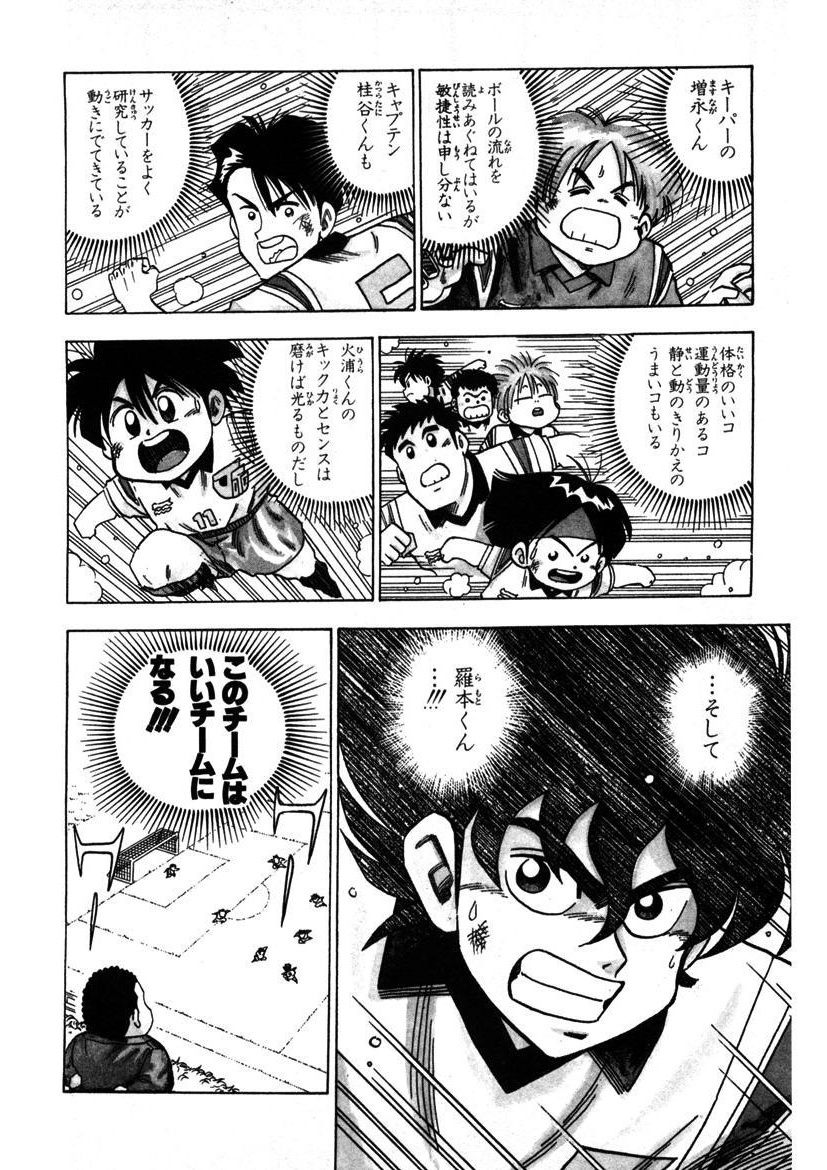 キーパーの
増永くん
ボールの流れを
読みあぐねてはいるが
敏捷性は申し分ない
キャプテン
桂谷くんも
サッカーをよく
研究していることが
動きにでてきている
体格のいいコ
運動量のあるコ
静と動のきりかえの
うまいコもいる
火浦くんの
キック力とセンスは
磨けば光るものだし
11
…そして
羅本くん
…!!!
このチームは
いいチームに
なる!!!